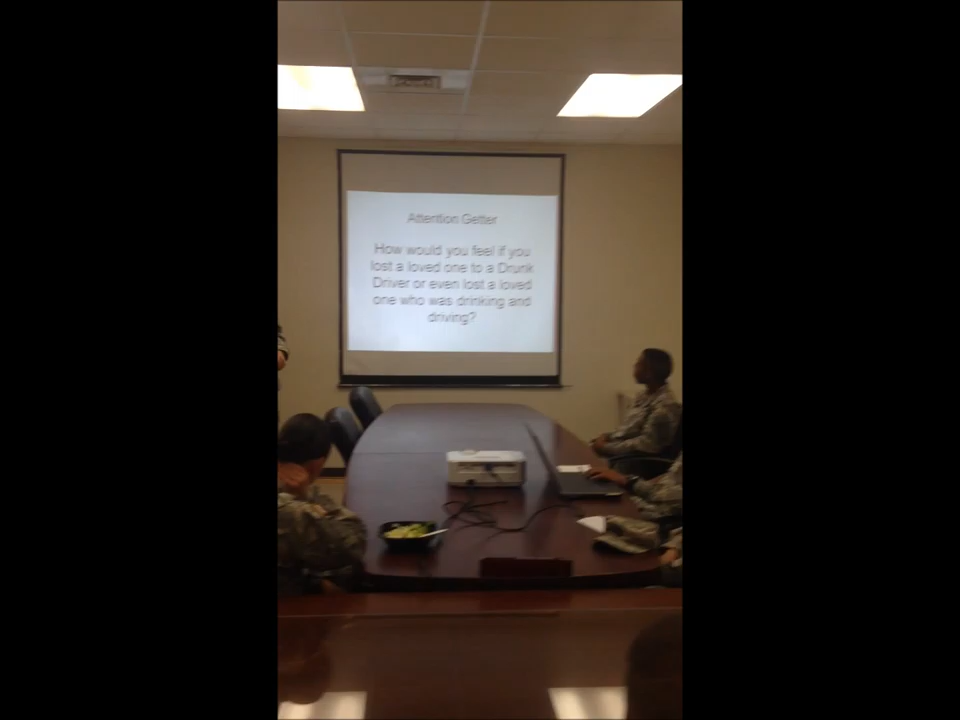 Attention Getter
How would you feel if you
lost a loved one to a Drunk
Driver or even lost a loved
one who was drinking and
driving?